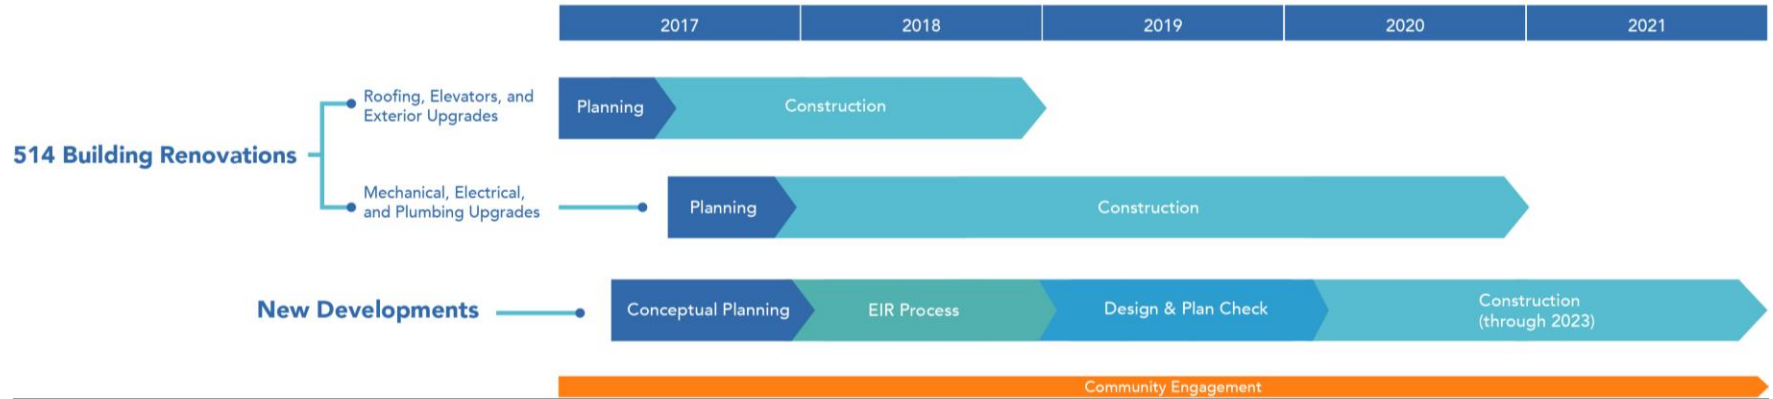 2017 2018 2019 2020 2021
Roofing, Elevators, and
Exterior Upgrades
Planning
Construction
514 Building Renovations
Mechanical, Electrical,
and Plumbing Upgrades
Planning
Construction
New Developments
Conceptual Planning
EIR Process
Design & Plan Check
Construction
(through 2023)
Community Engagement